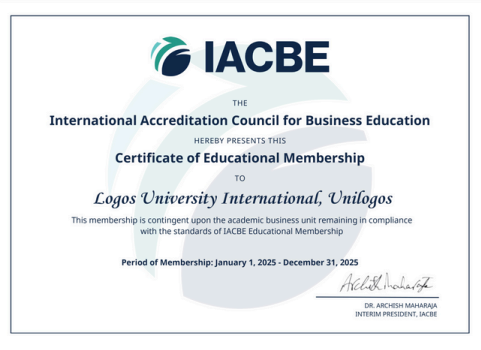 IACBE
THE
International Accreditation Council for Business Education
HEREBY PRESENTS THIS
Certificate of Educational Membership
TO
Logos University International, Unilogos
This membership is contingent upon the academic business unit remaining in compliance
with the standards of IACBE Educational Membership
Period of Membership: January 1, 2025 - December 31, 2025
Archish Maharaja
DR. ARCHISH MAHARAJA
INTERIM PRESIDENT, IACBE